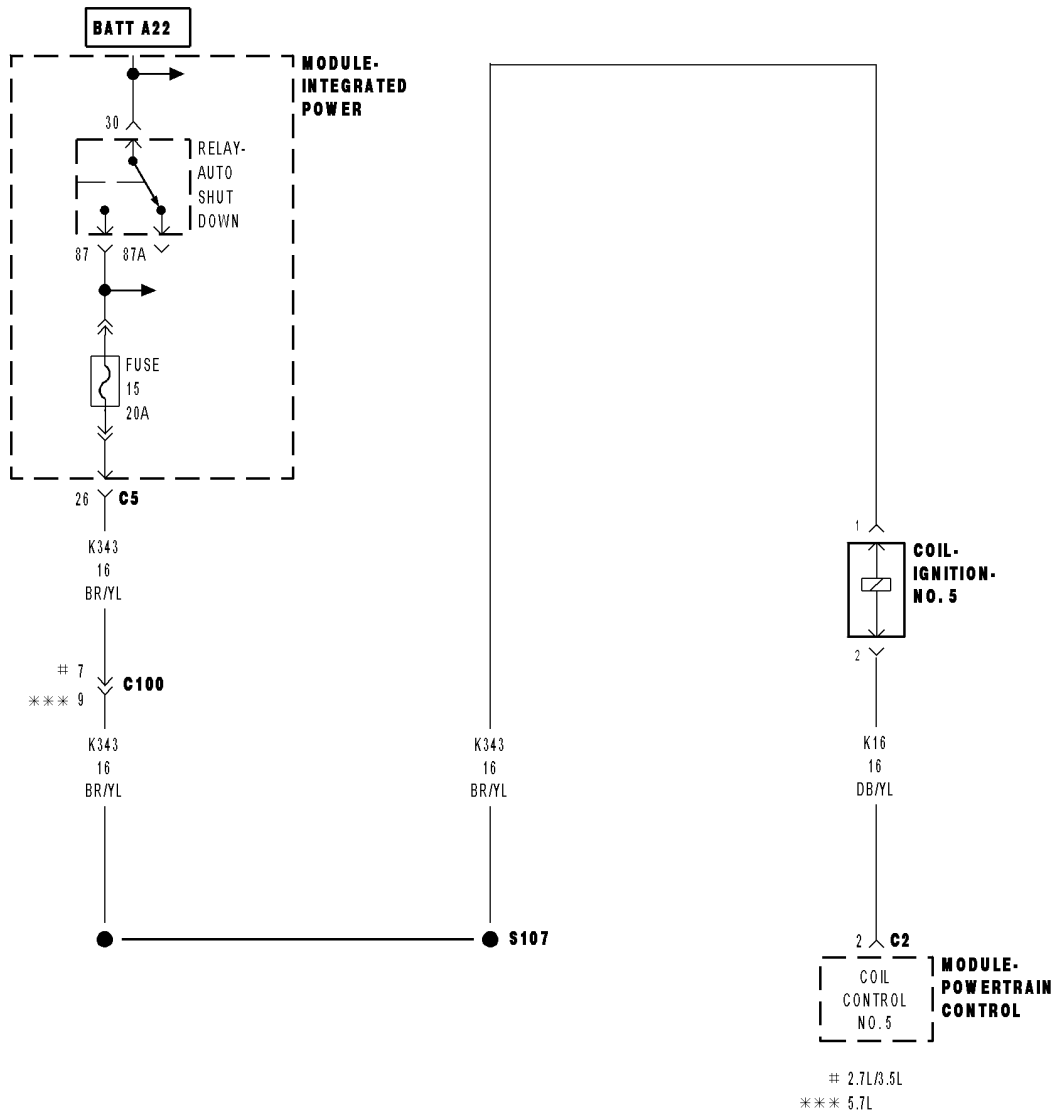 BATT A22
MODULE-
INTEGRATED
POWER
30
RELAY-
AUTO
SHUT
DOWN
87
87A
FUSE
15
20A
26
C5
K343
16
BR/YL
# 7
*** 9
C100
K343
16
BR/YL
K343
16
BR/YL
S107
1
COIL-
IGNITION-
NO. 5
2
K16
16
DB/YL
2
C2
COIL
CONTROL
NO. 5
MODULE-
POWERTRAIN
CONTROL
# 2.7L/3.5L
*** 5.7L